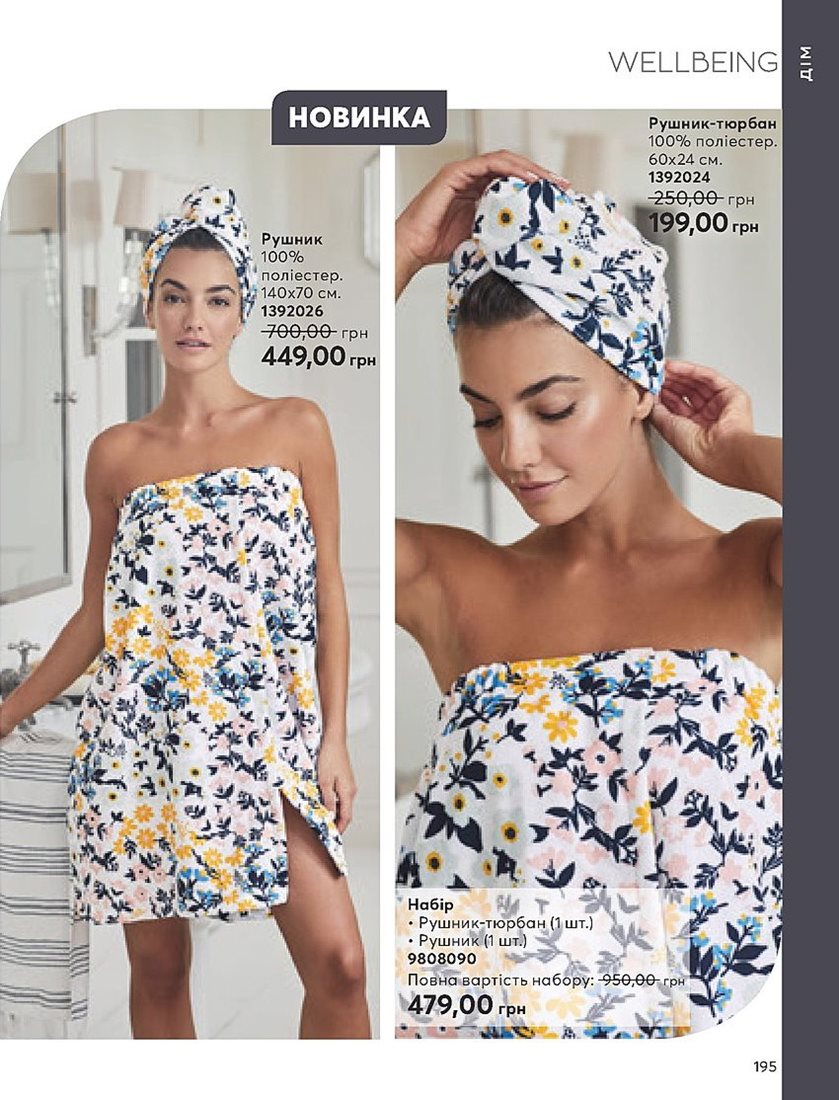 WELLBEING
ДІМ
НОВИНКА
Рушник
100%
поліестер.
140х70 см.
1392026
700,00 грн
449,00 грн
Рушник-тюрбан
100% поліестер.
60х24 см.
1392024
250,00 грн
199,00 грн
Набір
• Рушник-тюрбан (1 шт.)
• Рушник (1 шт.)
9808090
Повна вартість набору: 950,00 грн
479,00 грн
195